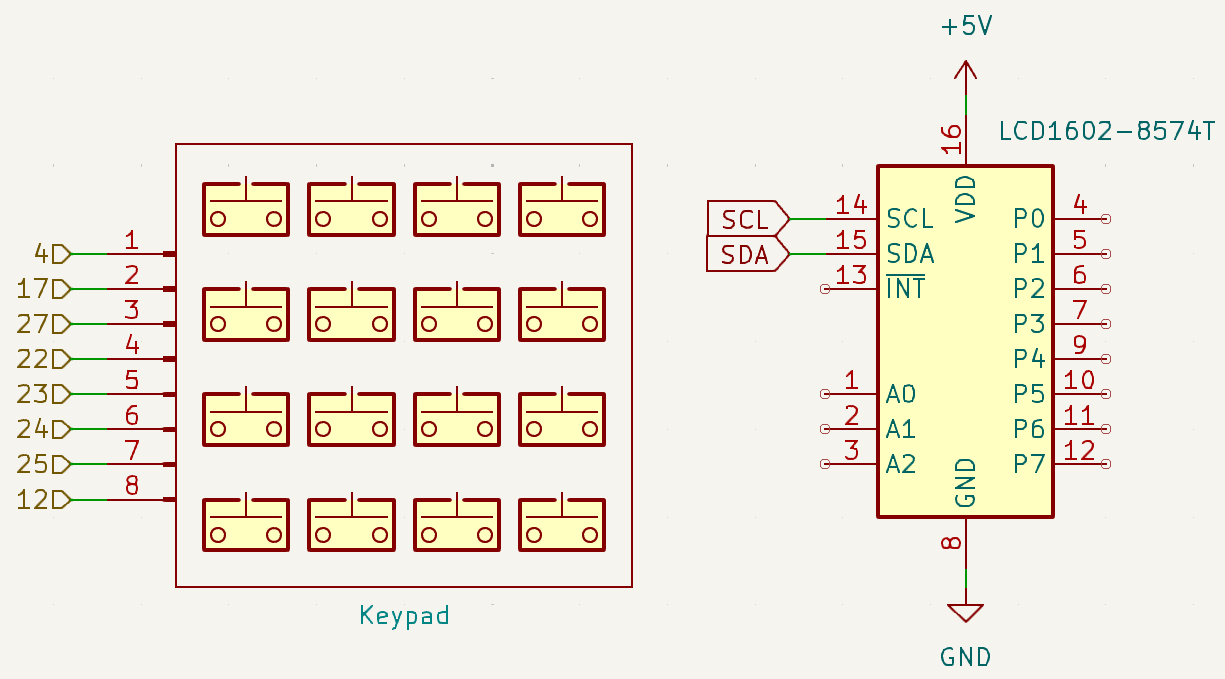 +5V
LCD1602-8574T
16
VDD
SCL 14 SCL P0 4
4 1 SDA 15 SDA P1 5
17 2 13 INT P2 6
27 3 P3 7
22 4 P4 9
23 5 1 A0 P5 10
24 6 2 A1 P6 11
25 7 3 A2 P7 12
12 8
GND
8
Keypad
GND